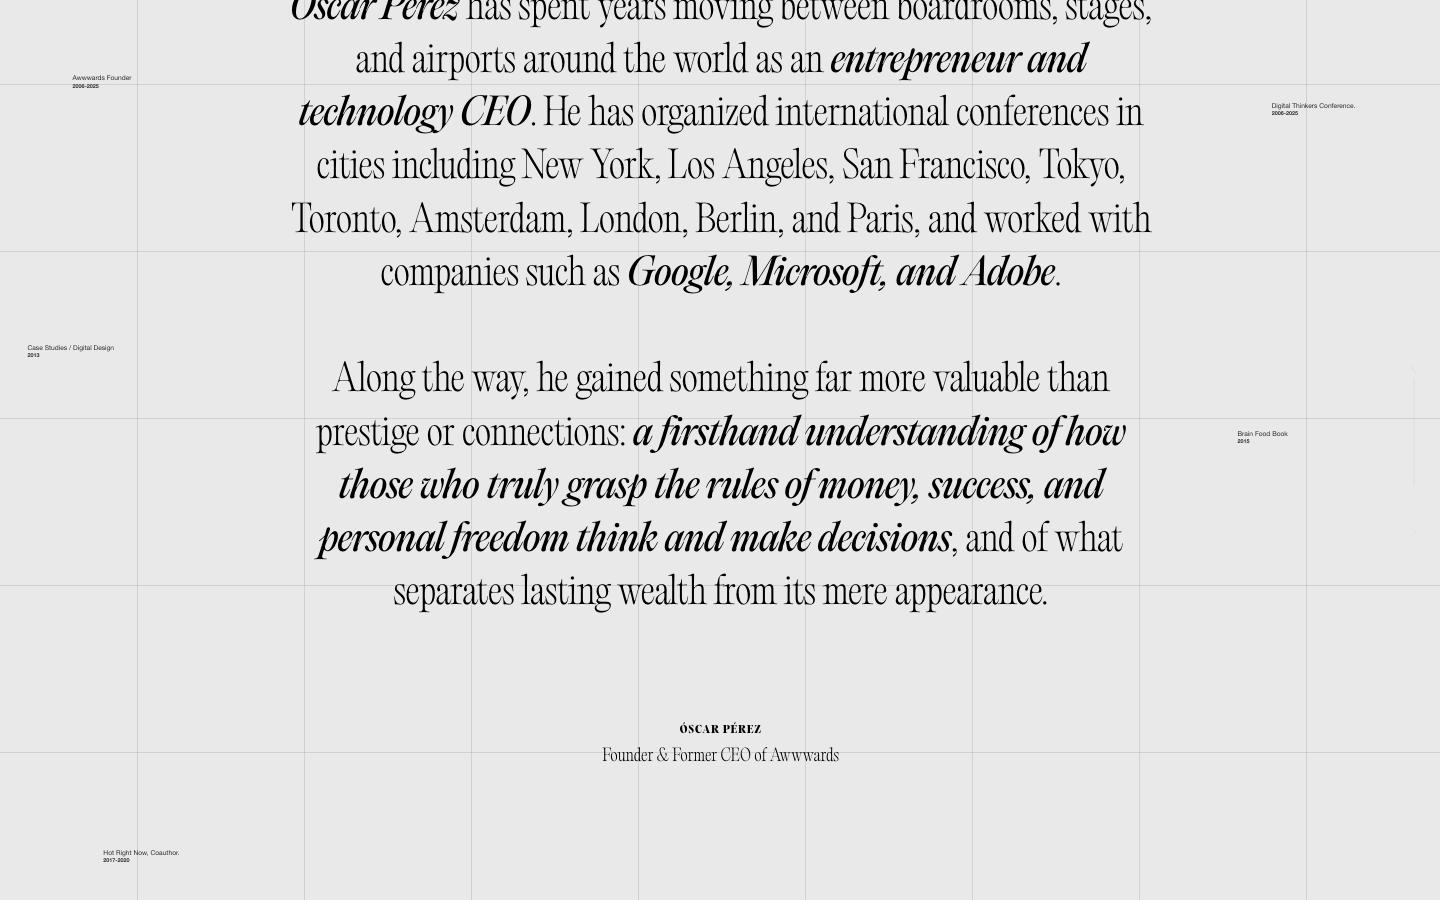 Óscar Pérez has spent years moving between boardrooms, stages,
and airports around the world as an entrepreneur and
technology CEO. He has organized international conferences in
cities including New York, Los Angeles, San Francisco, Tokyo,
Toronto, Amsterdam, London, Berlin, and Paris, and worked with
companies such as Google, Microsoft, and Adobe.
Along the way, he gained something far more valuable than
prestige or connections: a firsthand understanding of how
those who truly grasp the rules of money, success, and
personal freedom think and make decisions, and of what
separates lasting wealth from its mere appearance.
ÓSCAR PÉREZ
Founder & Former CEO of Awwwards
Awwwards Founder
2006-2025
Digital Thinkers Conference.
2006-2025
Case Studies / Digital Design
2013
Brain Food Book
2015
Hot Right Now, Coauthor.
2017-2020